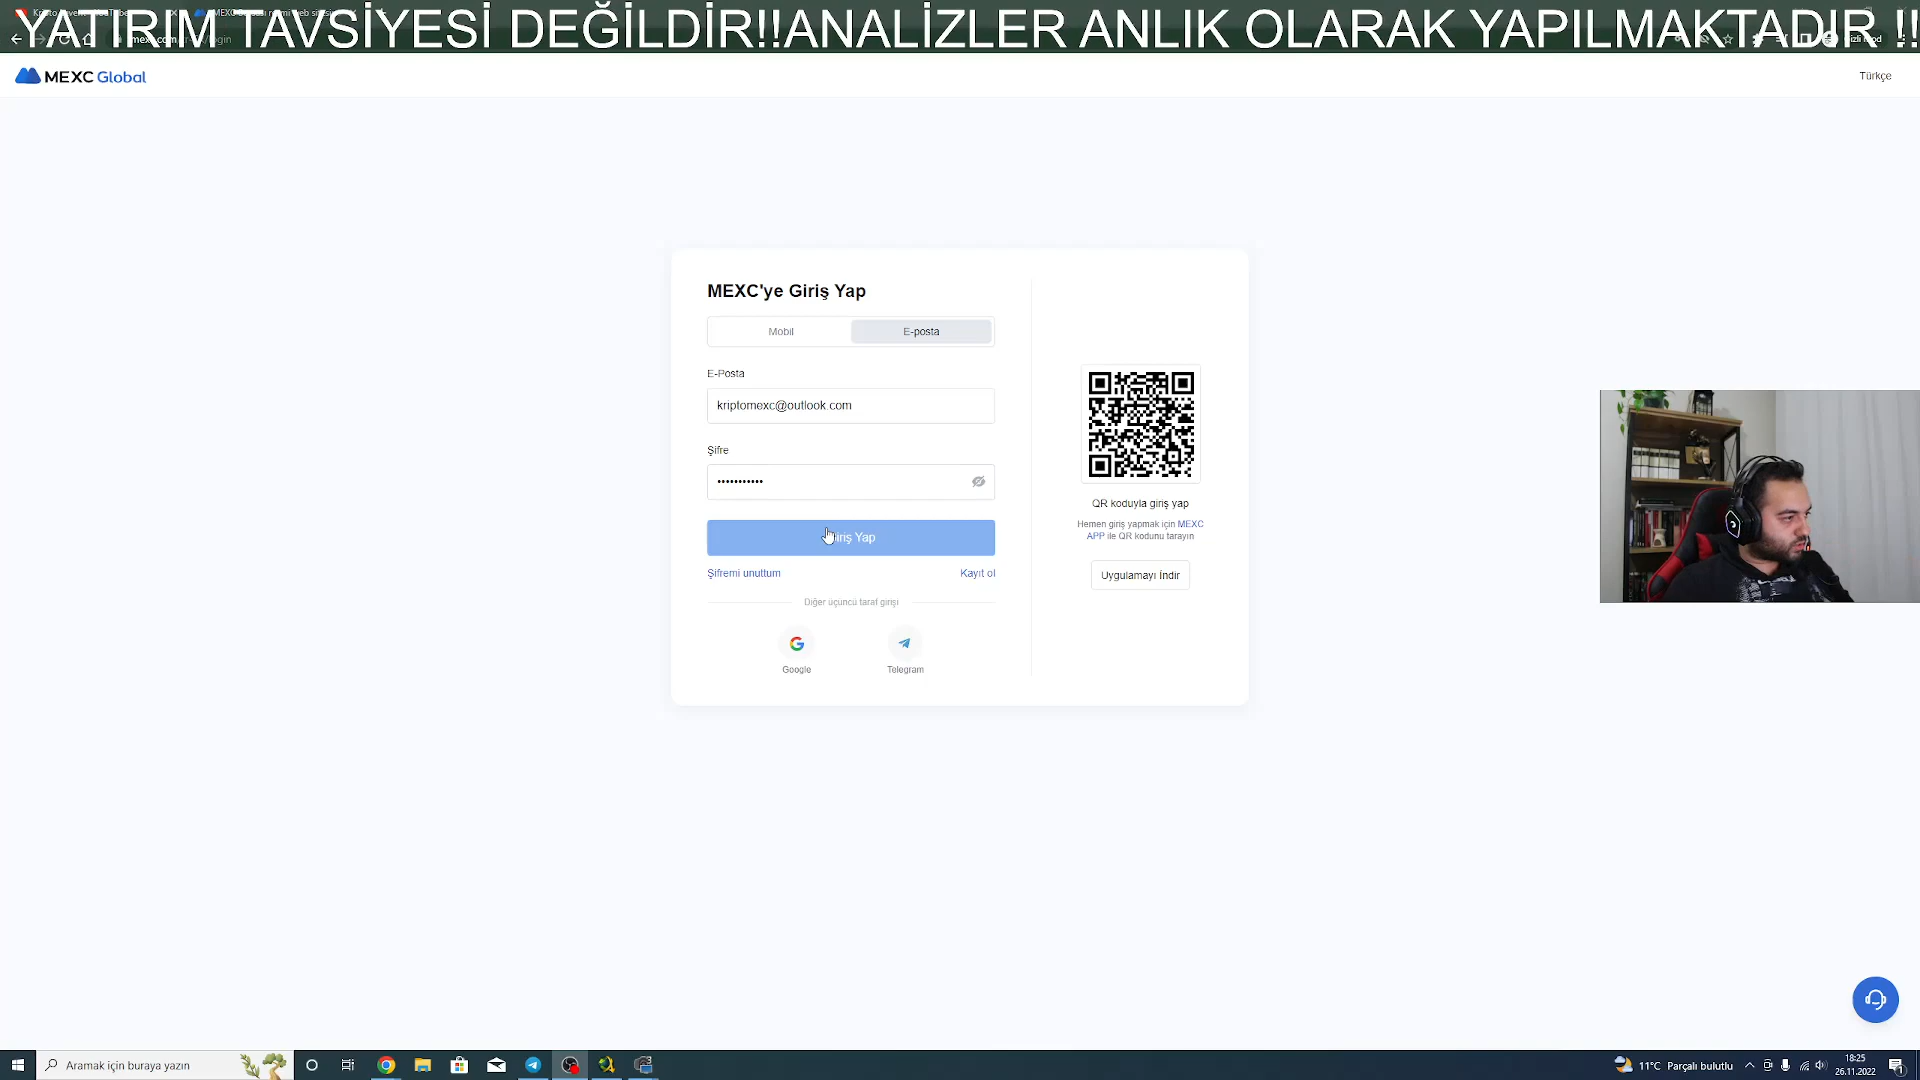 YATIRIM TAVSİYESİ DEĞİLDİR!!ANALİZLER ANLIK OLARAK YAPILMAKTADIR !!
MEXC Global
Türkçe
MEXC'ye Giriş Yap
Mobil
E-posta
E-Posta
kriptomexc@outlook.com
Şifre
•••••••••••
Giriş Yap
Şifremi unuttum
Kayıt ol
Diğer üçüncü taraf girişi
Google
Telegram
QR koduyla giriş yap
Hemen giriş yapmak için MEXC
APP ile QR kodunu tarayın
Uygulamayı İndir
Aramak için buraya yazın
11°C Parçalı bulutlu
18:25
26.11.2022
1